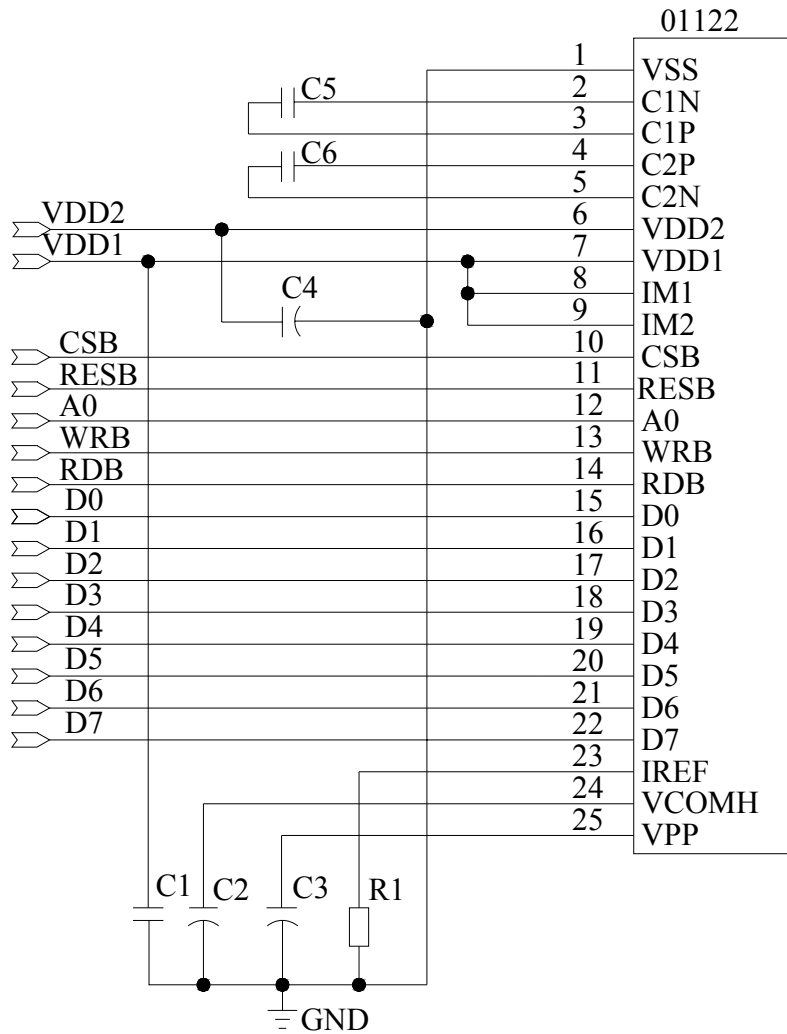 01122
1 VSS
C5 2 C1N
3 C1P
C6 4 C2P
5 C2N
VDD2 6 VDD2
VDD1 7 VDD1
C4 8 IM1
9 IM2
CSB 10 CSB
RESB 11 RESB
A0 12 A0
WRB 13 WRB
RDB 14 RDB
D0 15 D0
D1 16 D1
D2 17 D2
D3 18 D3
D4 19 D4
D5 20 D5
D6 21 D6
D7 22 D7
23 IREF
24 VCOMH
25 VPP
C1 C2 C3 R1
GND